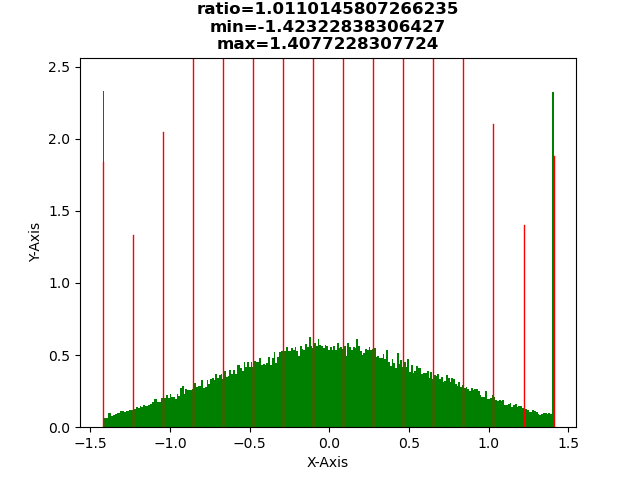 ratio=1.0110145807266235
min=-1.42322838306427
max=1.4077228307724
2.5
2.0
1.5
1.0
0.5
0.0
Y-Axis
−1.5 −1.0 −0.5 0.0 0.5 1.0 1.5
X-Axis